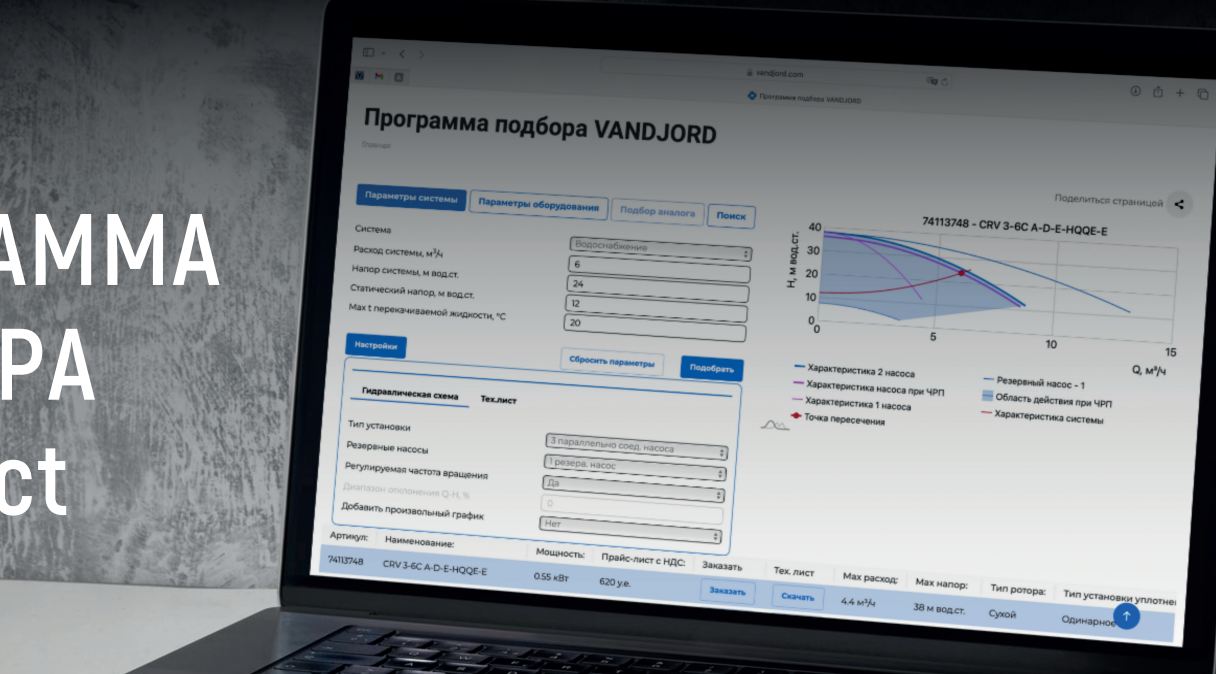 АММА
РА
ct
vandjord.com
Программа подбора VANDJORD
Программа подбора VANDJORD
Главная
Поделиться страницей
Параметры системы Параметры оборудования Подбор аналога Поиск
Система Водоснабжение
Расход системы, м³/ч 6
Напор системы, м вод.ст. 24
Статический напор, м вод.ст. 12
Max t перекачиваемой жидкости, °C 20
Настройки Сбросить параметры Подобрать
Гидравлическая схема Тех.лист
Тип установки 3 параллельно соед. насоса
Резервные насосы 1 резерв. насос
Регулируемая частота вращения Да
Диапазон отклонения Q-H, % 0
Добавить произвольный график Нет
74113748 - CRV 3-6C A-D-E-HQQE-E
H, м вод.ст.
40
30
20
10
0
0 5 10 15
Q, м³/ч
Характеристика 2 насоса
Характеристика насоса при ЧРП
Характеристика 1 насоса
Точка пересечения
Резервный насос - 1
Область действия при ЧРП
Характеристика системы
Артикул: Наименование: Мощность: Прайс-лист с НДС: Заказать Тех. лист Max расход: Max напор: Тип ротора: Тип установки уплотне
74113748 CRV 3-6C A-D-E-HQQE-E 0.55 кВт 620 у.е. Заказать Скачать 4.4 м³/ч 38 м вод.ст. Сухой Одинарное